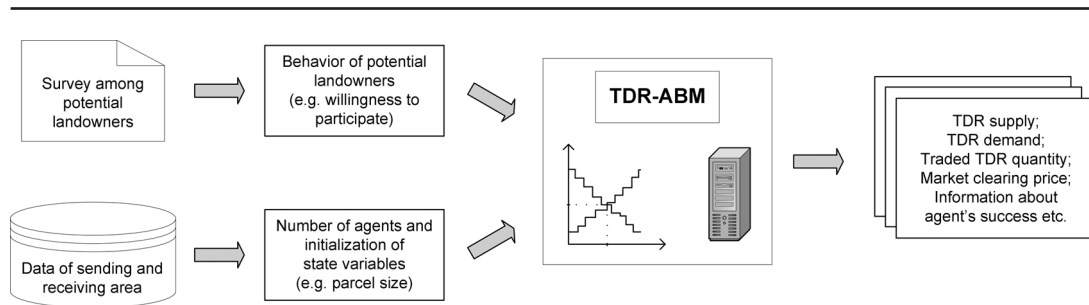 Survey among
potential
landowners
Behavior of potential
landowners
(e.g. willingness to
participate)
Data of sending and
receiving area
Number of agents and
initialization of
state variables
(e.g. parcel size)
TDR-ABM
TDR supply;
TDR demand;
Traded TDR quantity;
Market clearing price;
Information about
agent's success etc.